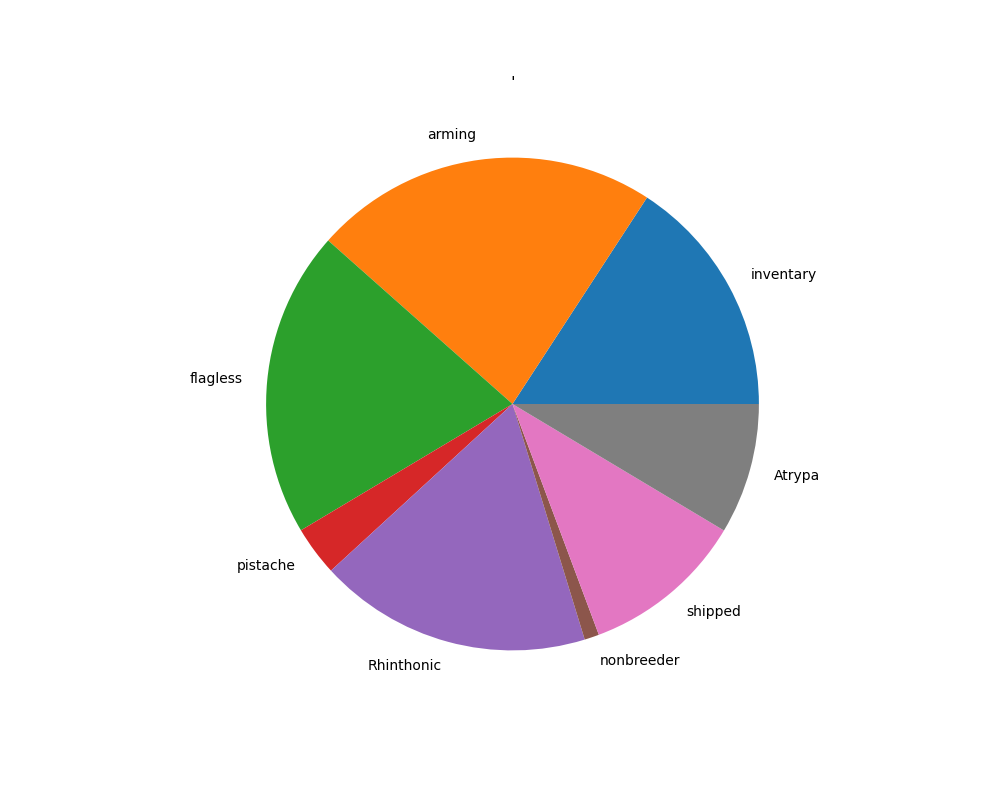 arming
inventary
flagless
Atrypa
pistache
shipped
nonbreeder
Rhinthonic